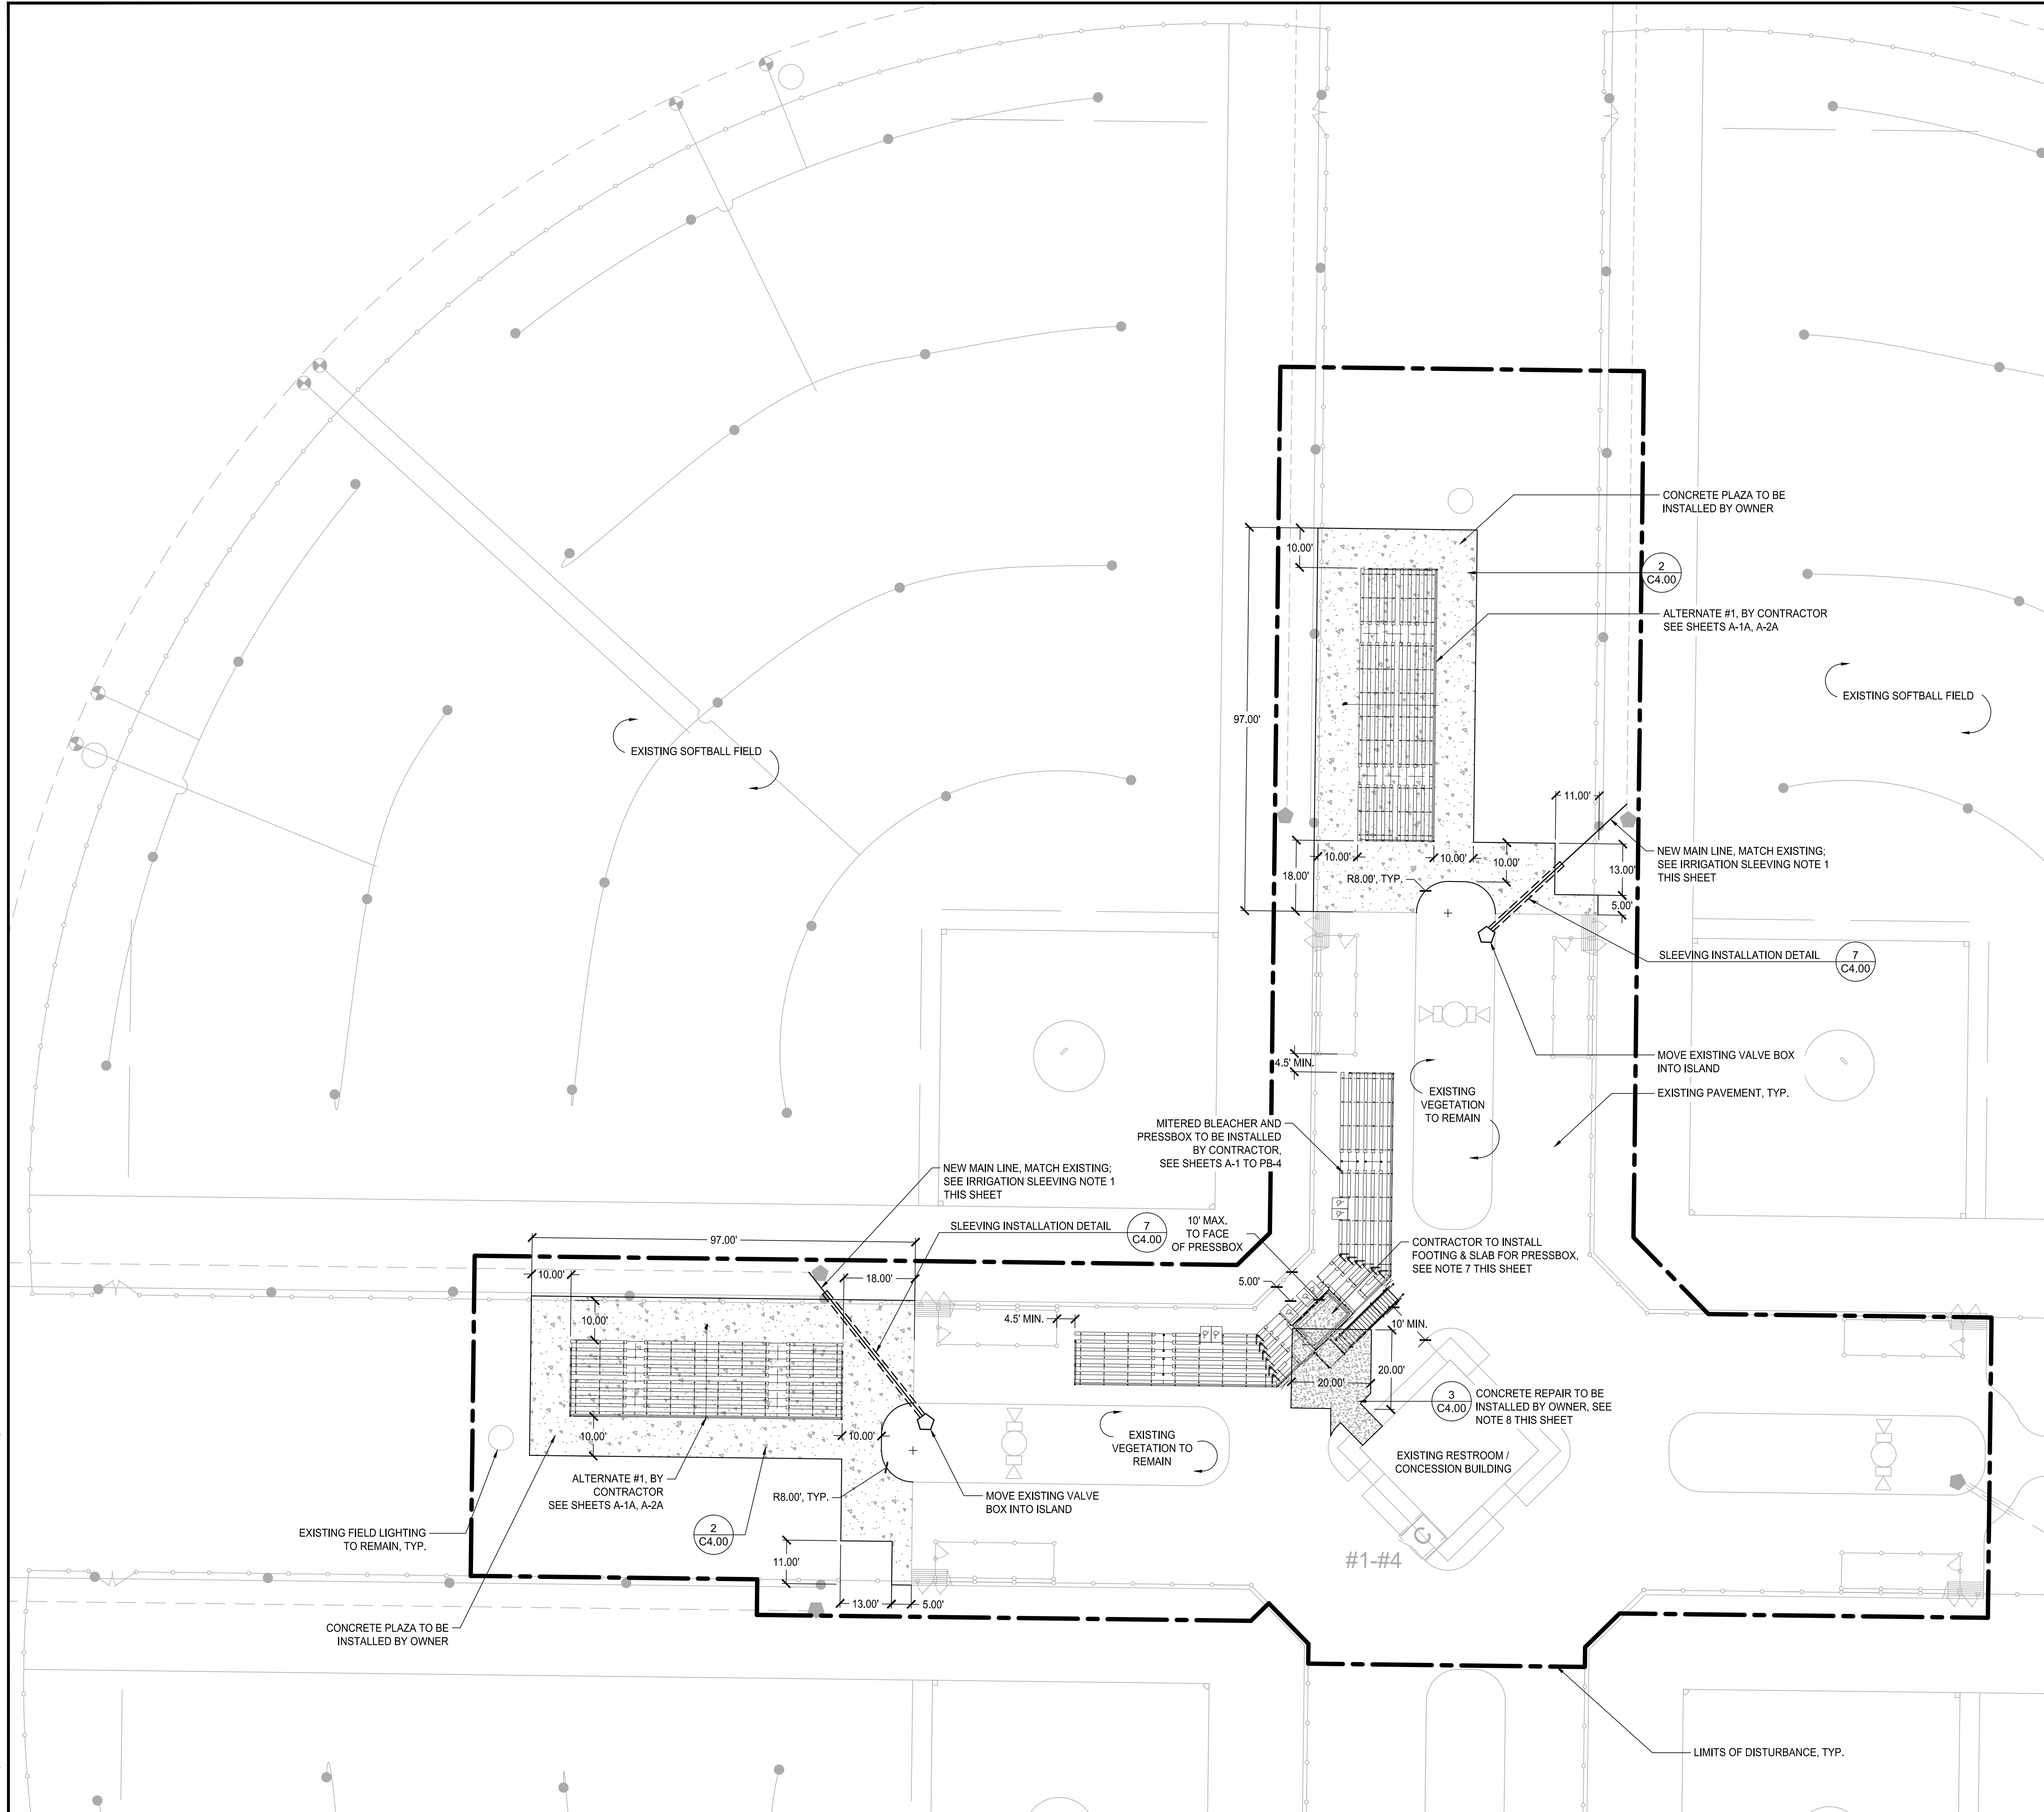 CONCRETE PLAZA TO BE
INSTALLED BY OWNER
10.00'
2
C4.00
ALTERNATE #1, BY CONTRACTOR
SEE SHEETS A-1A, A-2A
EXISTING SOFTBALL FIELD
97.00'
EXISTING SOFTBALL FIELD
11.00'
NEW MAIN LINE, MATCH EXISTING;
SEE IRRIGATION SLEEVING NOTE 1
THIS SHEET
10.00'
10.00'
10.00'
13.00'
18.00'
R8.00', TYP.
5.00'
SLEEVING INSTALLATION DETAIL
7
C4.00
MOVE EXISTING VALVE BOX
INTO ISLAND
4.5' MIN.
EXISTING
VEGETATION
TO REMAIN
EXISTING PAVEMENT, TYP.
MITERED BLEACHER AND
PRESSBOX TO BE INSTALLED
BY CONTRACTOR,
SEE SHEETS A-1 TO PB-4
NEW MAIN LINE, MATCH EXISTING;
SEE IRRIGATION SLEEVING NOTE 1
THIS SHEET
SLEEVING INSTALLATION DETAIL
7
C4.00
10' MAX.
TO FACE
OF PRESSBOX
CONTRACTOR TO INSTALL
FOOTING & SLAB FOR PRESSBOX,
SEE NOTE 7 THIS SHEET
97.00'
10.00'
18.00'
5.00'
10.00'
4.5' MIN.
10' MIN.
20.00'
20.00'
3
C4.00
CONCRETE REPAIR TO BE
INSTALLED BY OWNER, SEE
NOTE 8 THIS SHEET
10.00'
10.00'
EXISTING
VEGETATION TO
REMAIN
EXISTING RESTROOM /
CONCESSION BUILDING
ALTERNATE #1, BY
CONTRACTOR
SEE SHEETS A-1A, A-2A
R8.00', TYP.
MOVE EXISTING VALVE
BOX INTO ISLAND
EXISTING FIELD LIGHTING
TO REMAIN, TYP.
2
C4.00
C
#1-#4
11.00'
13.00'
5.00'
CONCRETE PLAZA TO BE
INSTALLED BY OWNER
LIMITS OF DISTURBANCE, TYP.